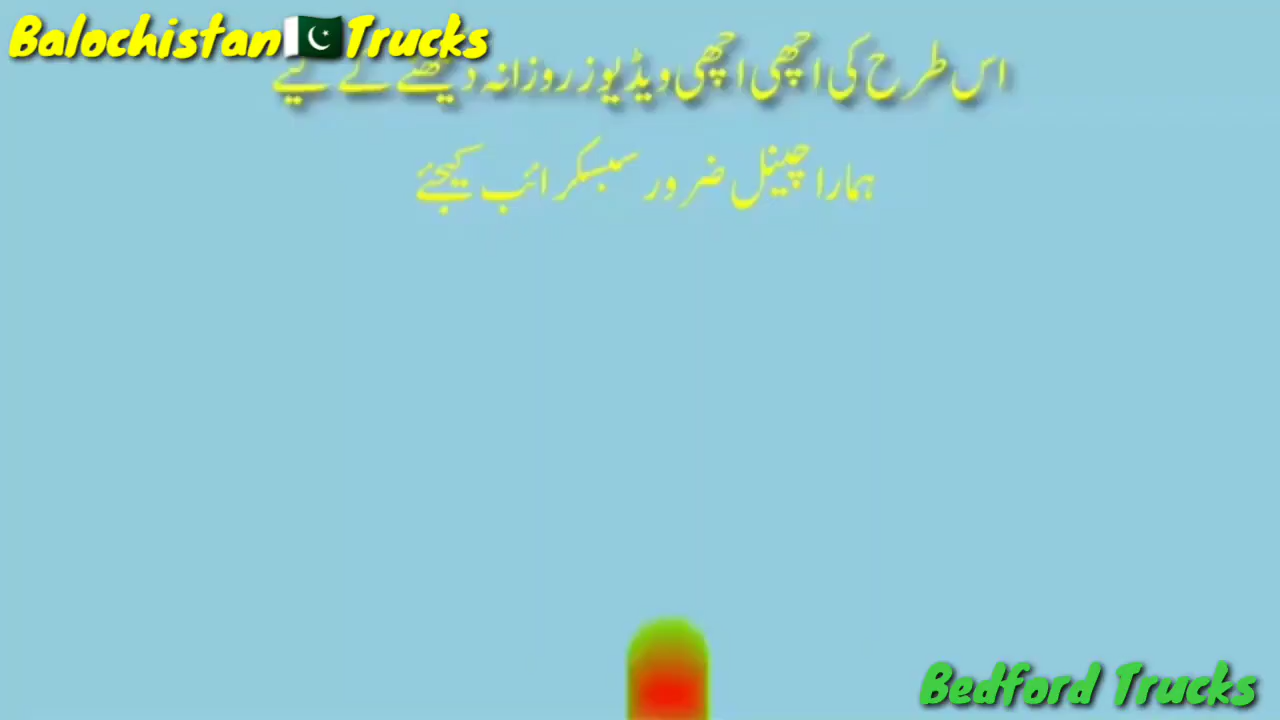 Balochistan🇵🇰Trucks
اس طرح کی اچھی اچھی ویڈیوز روزانہ دیکھنے کے لیے
ہمارا چینل ضرور سبسکرائب کیجئے
Bedford Trucks